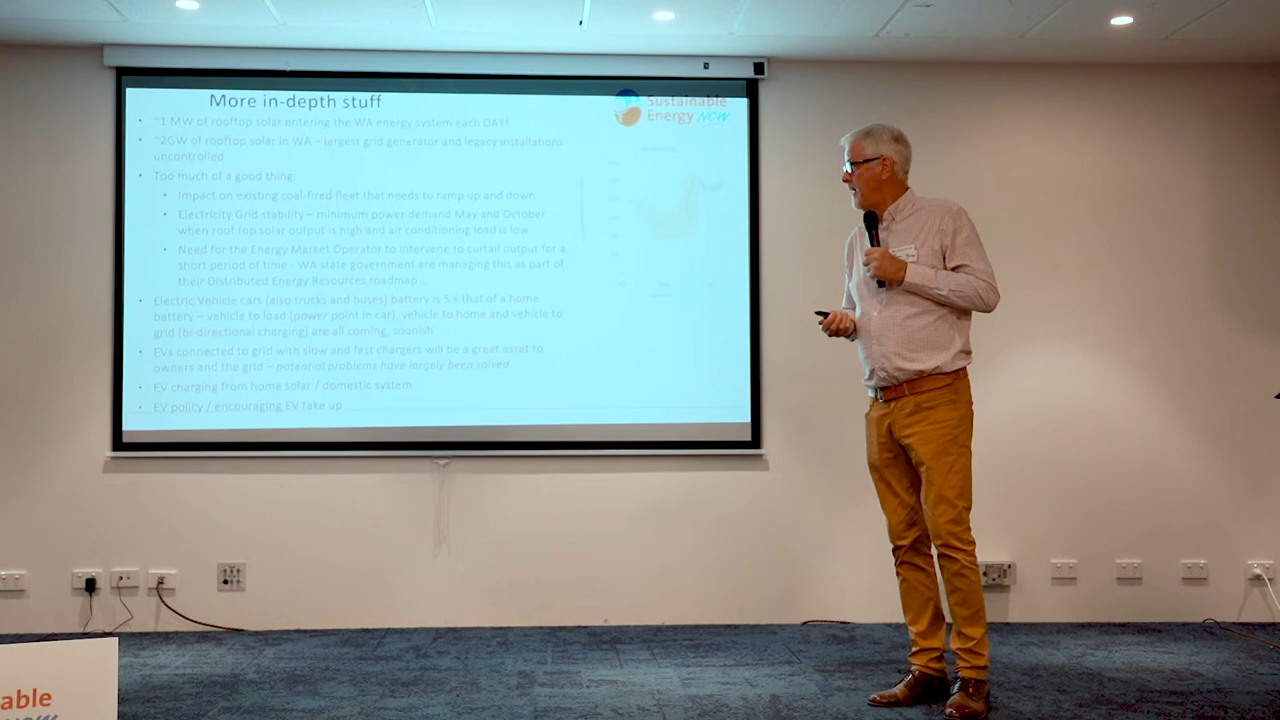 More in-depth stuff
Sustainable
Energy NOW
• ~1 MW of rooftop solar entering the WA energy system each DAY!
• ~2GW of rooftop solar in WA – largest grid generator and legacy installations
uncontrolled
• Too much of a good thing:
• Impact on existing coal-fired fleet that needs to ramp up and down
• Electricity Grid stability – minimum power demand May and October
when roof top solar output is high and air conditioning load is low
• Need for the Energy Market Operator to intervene to curtail output for a
short period of time - WA state government are managing this as part of
their Distributed Energy Resources roadmap ...
• Electric Vehicle cars (also trucks and buses) battery is 5 x that of a home
battery – vehicle to load (power point in car), vehicle to home and vehicle to
grid (bi-directional charging) are all coming, soonish
• EVs connected to grid with slow and fast chargers will be a great asset to
owners and the grid – potential problems have largely been solved
• EV charging from home solar / domestic system
• EV policy / encouraging EV take up
able
NOW